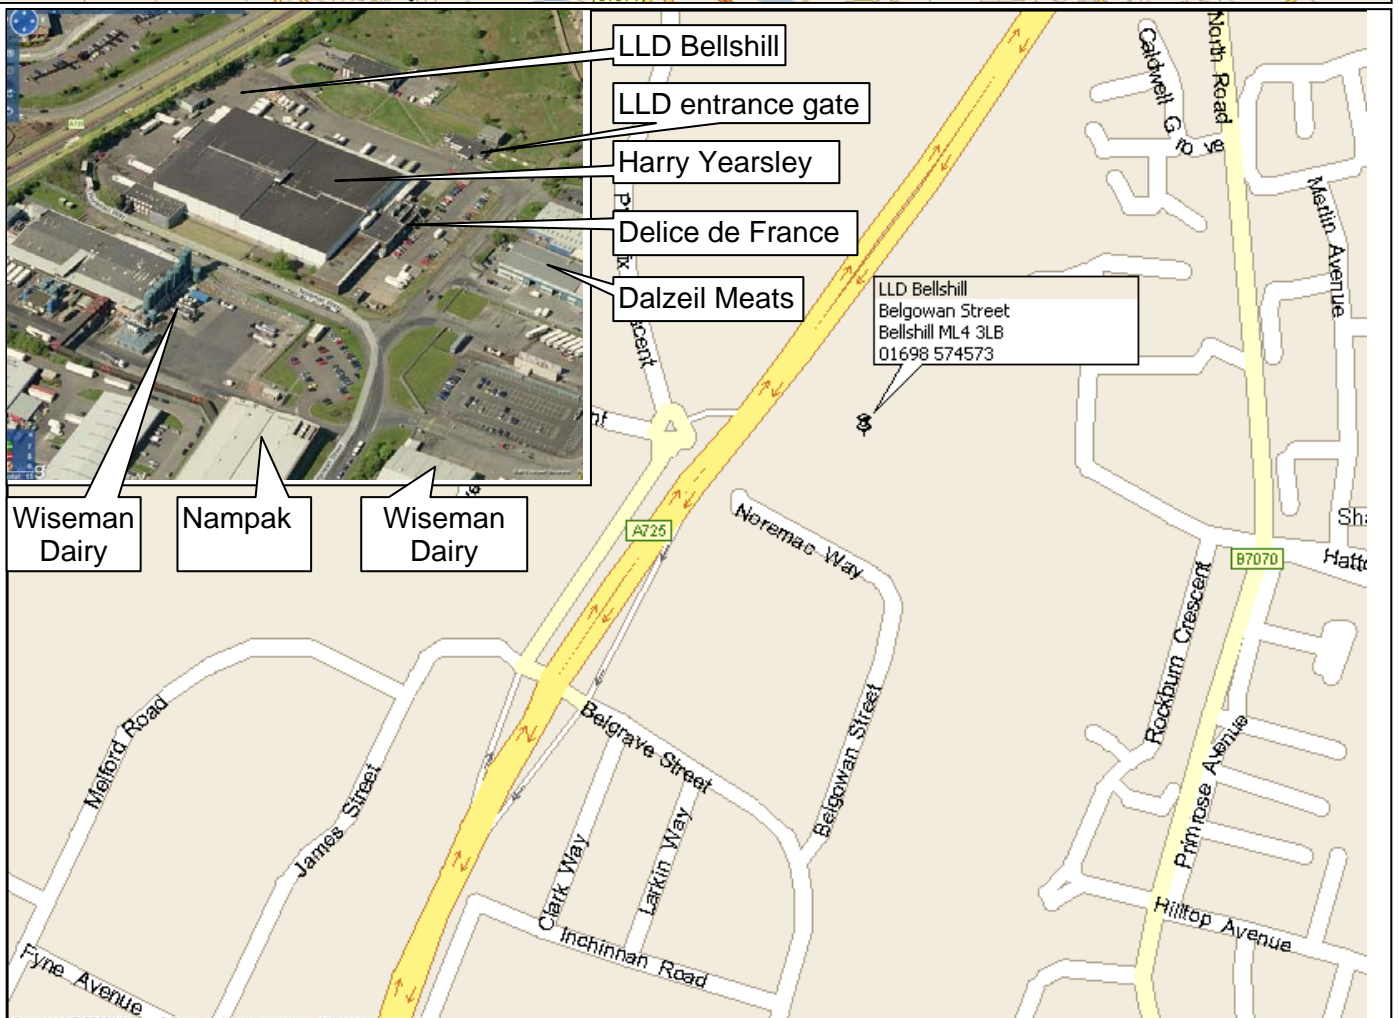 LLD Bellshill
LLD entrance gate
Harry Yearsley
Delice de France
Dalzeil Meats
Wiseman
Dairy
Nampak
Wiseman
Dairy
LLD Bellshill
Belgowan Street
Bellshill ML4 3LB
01698 574573
A725
A725
B7070
Caldwell Grove
North Road
Merlin Avenue
Noremac Way
Belgowan Street
Belgrave Street
Clark Way
Larkin Way
Inchinnan Road
Melford Road
James Street
Fyne Avenue
Rockburn Crescent
Primrose Avenue
Hilltop Avenue